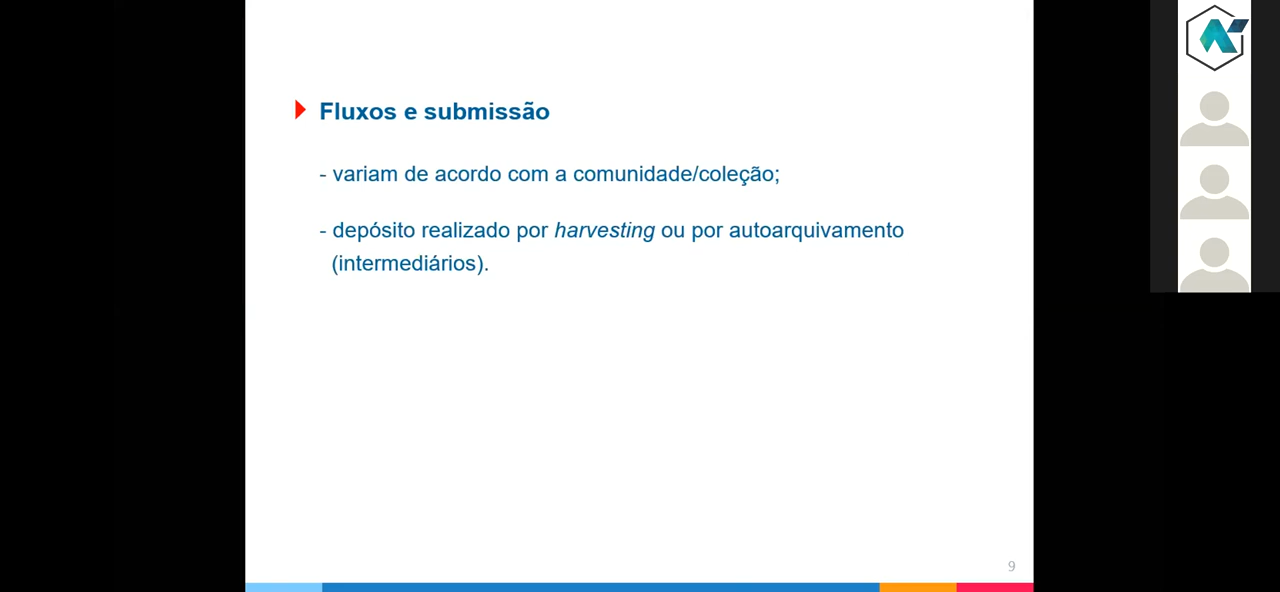 Fluxos e submissão
- variam de acordo com a comunidade/coleção;
- depósito realizado por harvesting ou por autoarquivamento
(intermediários).
9